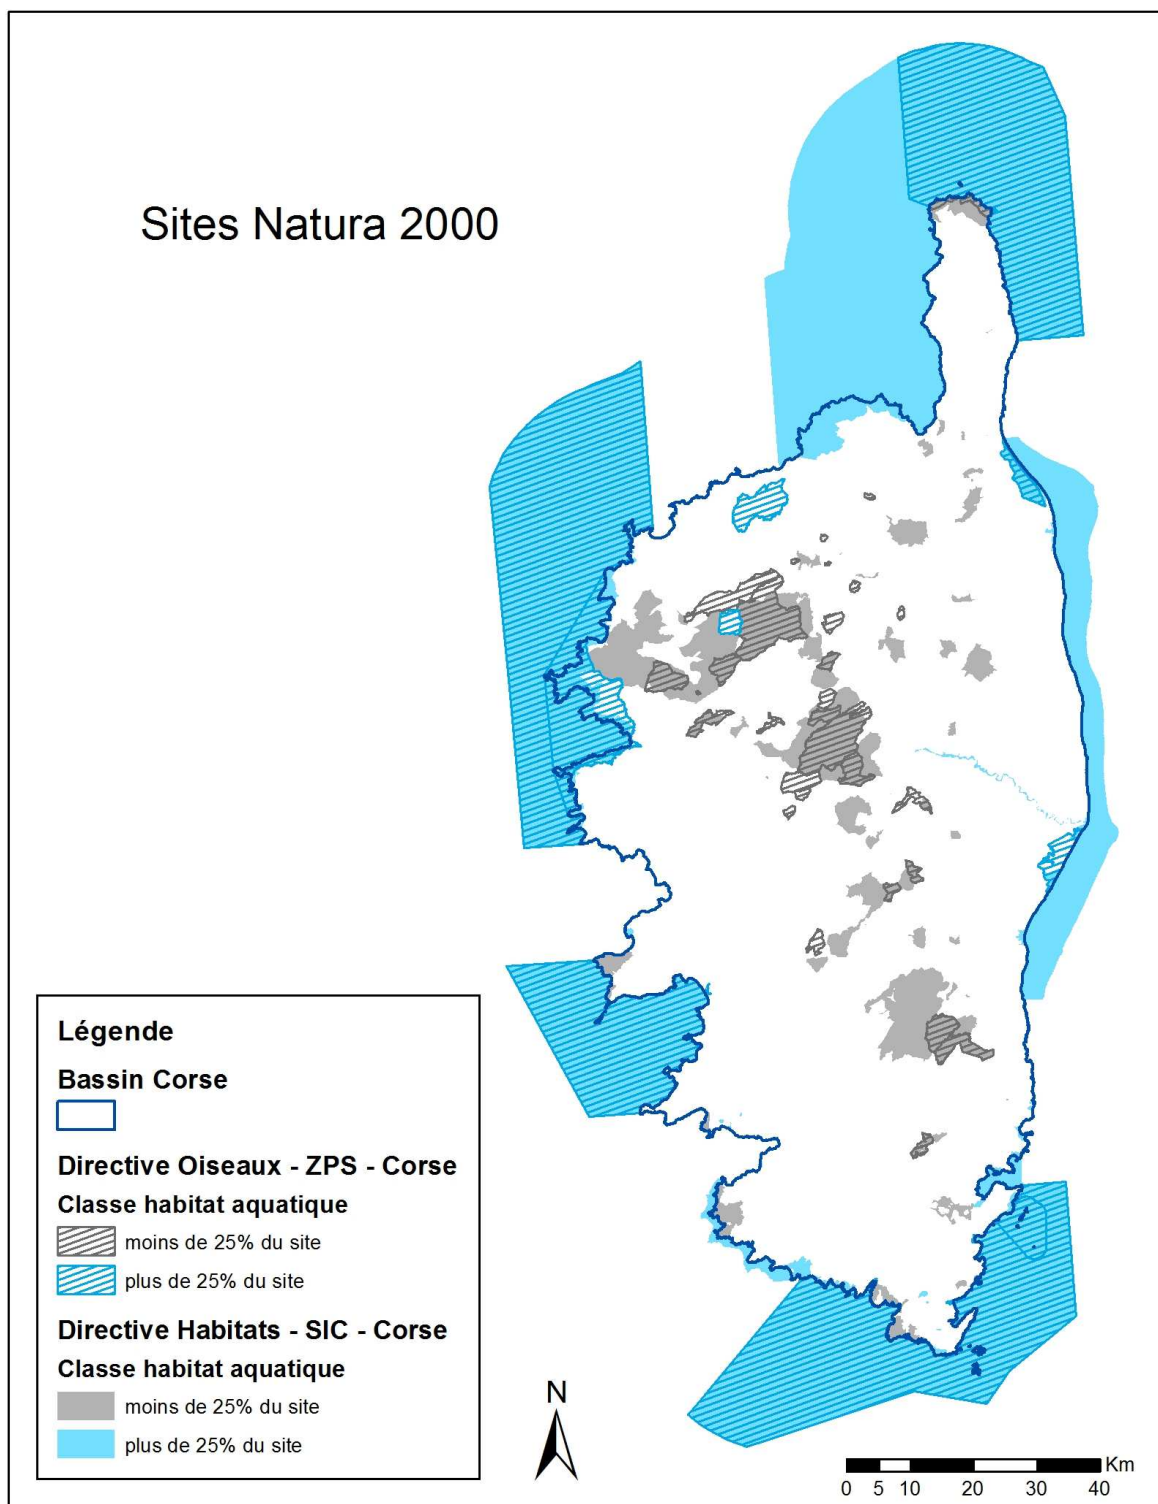 Sites Natura 2000
Légende
Bassin Corse
Directive Oiseaux - ZPS - Corse
Classe habitat aquatique
moins de 25% du site
plus de 25% du site
Directive Habitats - SIC - Corse
Classe habitat aquatique
moins de 25% du site
plus de 25% du site
N
Km
0 5 10 20 30 40